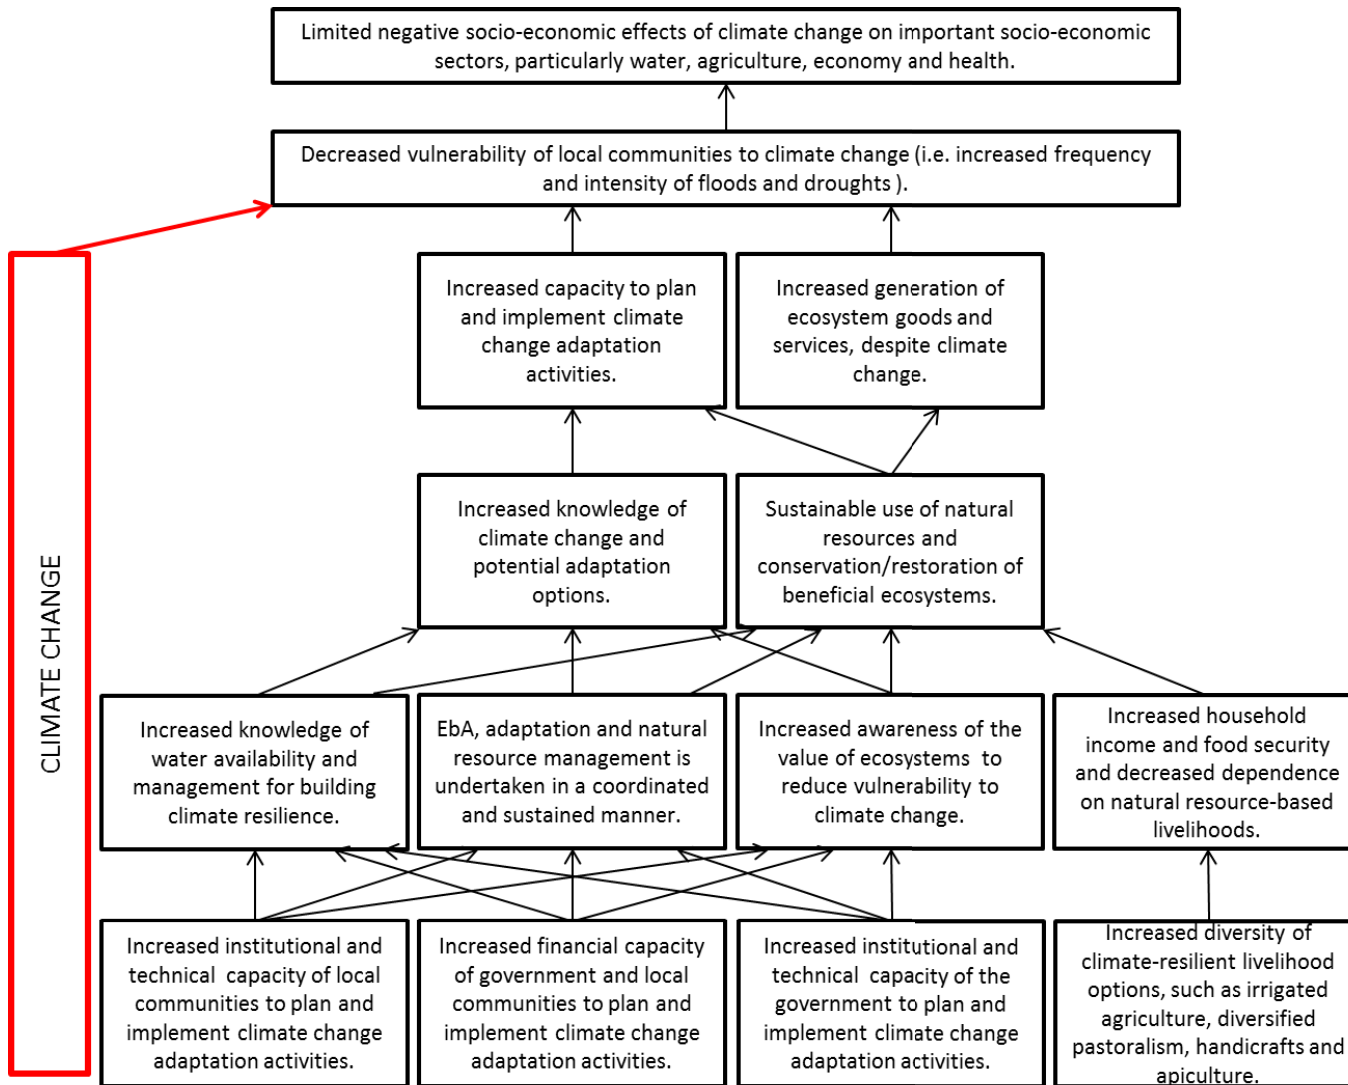 Limited negative socio-economic effects of climate change on important socio-economic
sectors, particularly water, agriculture, economy and health.
Decreased vulnerability of local communities to climate change (i.e. increased frequency
and intensity of floods and droughts ).
CLIMATE CHANGE
Increased capacity to plan
and implement climate
change adaptation
activities.
Increased generation of
ecosystem goods and
services, despite climate
change.
Increased knowledge of
climate change and
potential adaptation
options.
Sustainable use of natural
resources and
conservation/restoration of
beneficial ecosystems.
Increased knowledge of
water availability and
management for building
climate resilience.
EbA, adaptation and natural
resource management is
undertaken in a coordinated
and sustained manner.
Increased awareness of the
value of ecosystems to
reduce vulnerability to
climate change.
Increased household
income and food security
and decreased dependence
on natural resource-based
livelihoods.
Increased institutional and
technical capacity of local
communities to plan and
implement climate change
adaptation activities.
Increased financial capacity
of government and local
communities to plan and
implement climate change
adaptation activities.
Increased institutional and
technical capacity of the
government to plan and
implement climate change
adaptation activities.
Increased diversity of
climate-resilient livelihood
options, such as irrigated
agriculture, diversified
pastoralism, handicrafts and
apiculture.